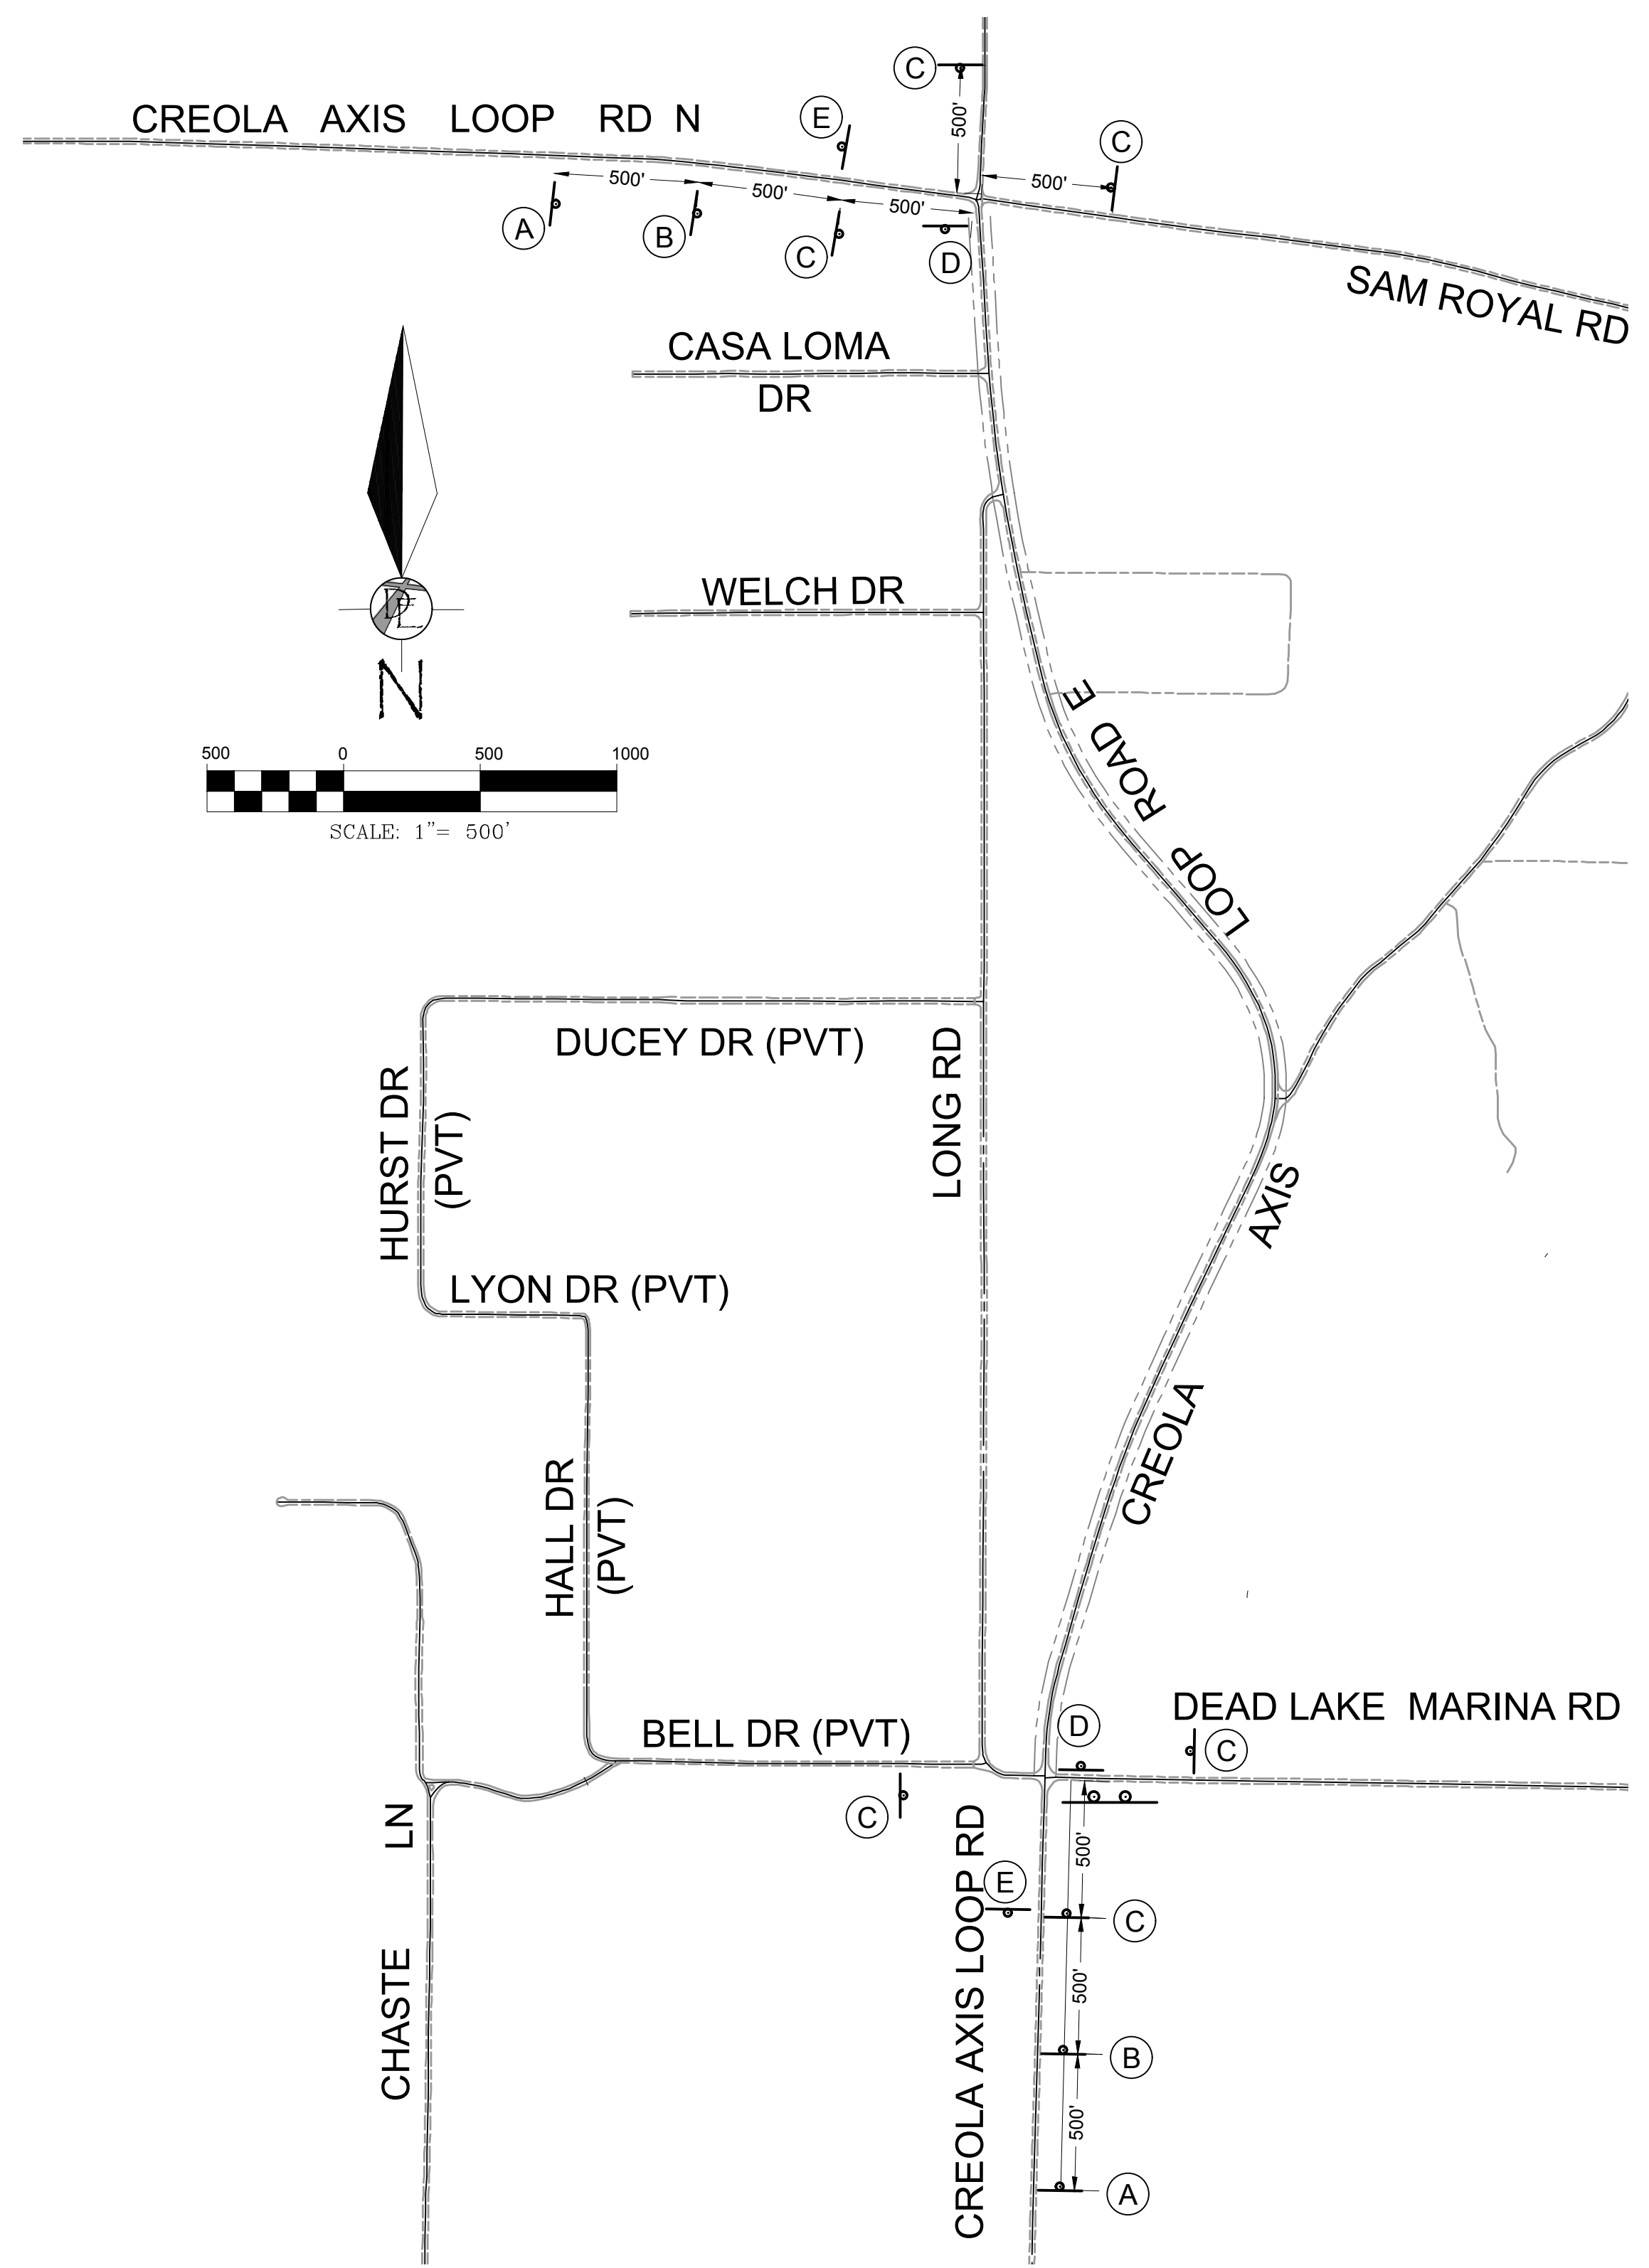 C
CREOLA AXIS LOOP RD N
E
500'
C
500'
500'
500'
500'
A
B
C
D
SAM ROYAL RD
CASA LOMA
DR
WELCH DR
N
500 0 500 1000
SCALE: 1"= 500'
CREOLA AXIS LOOP ROAD E
DUCEY DR (PVT)
LONG RD
HURST DR
(PVT)
LYON DR (PVT)
HALL DR
(PVT)
DEAD LAKE MARINA RD
D
C
BELL DR (PVT)
C
CHASTE LN
CREOLA AXIS LOOP RD
E
500'
C
500'
B
500'
A